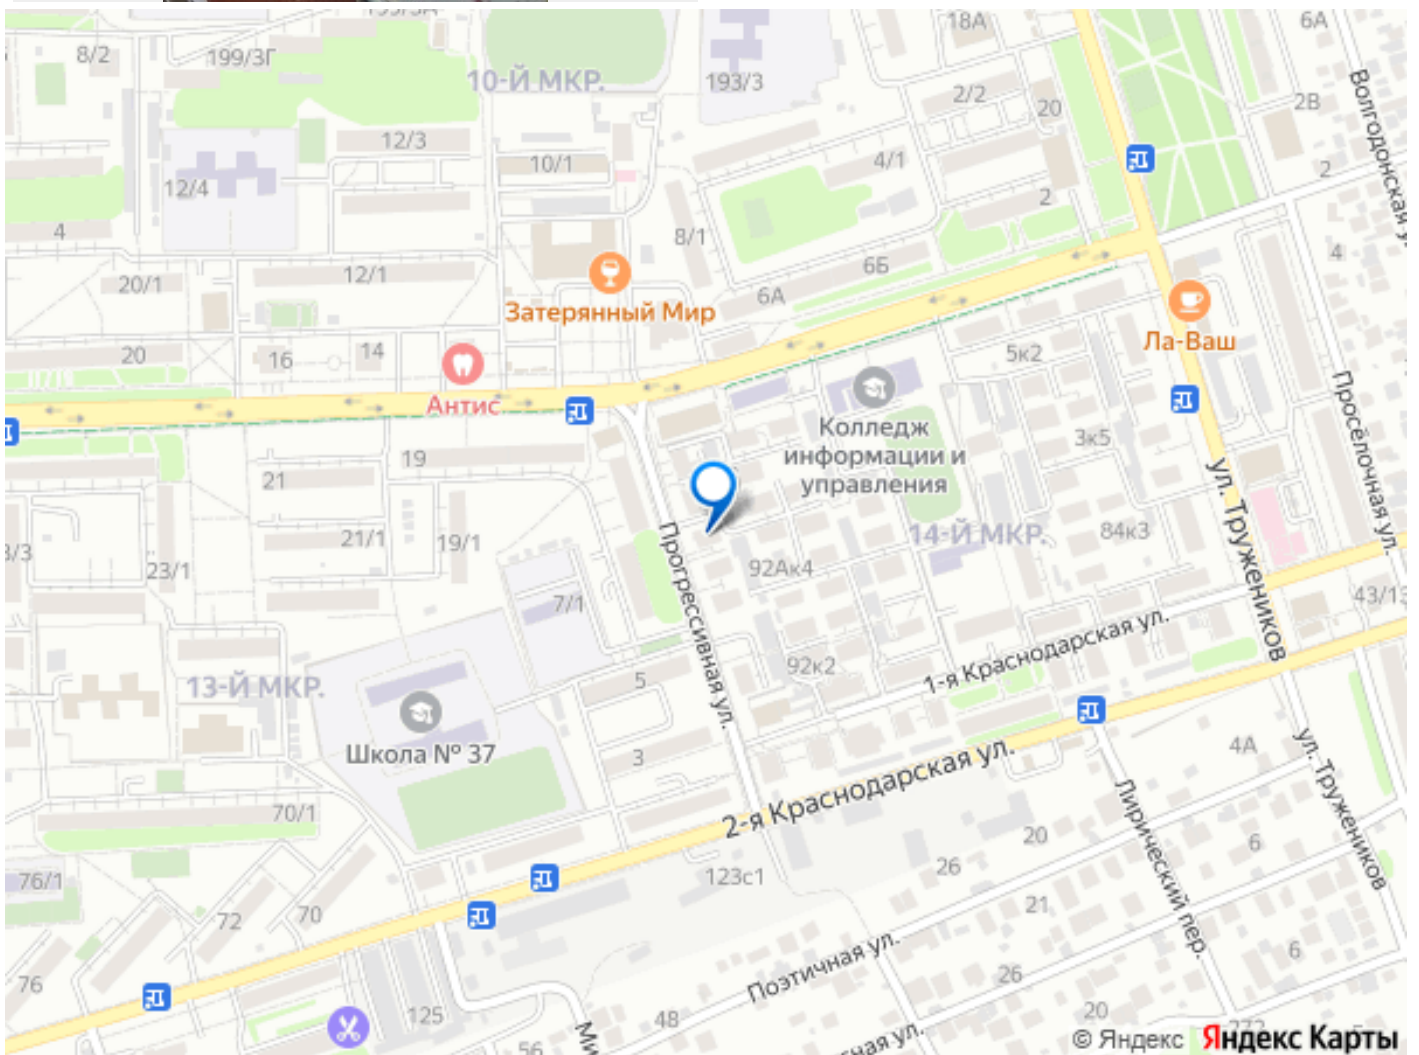 18А
6А
8/2
199/3Г
10-Й МКР.
193/3
2/2
20
2В
Волгодонская у
12/3
10/1
4/1
2
12/4
2
4
8/1
4
12/1
20/1
6Б
6А
Затерянный Мир
20
16
14
5к2
Ла-Ваш
Антис
Колледж
информации и
управления
3к5
Просёлочная ул.
19
21
ул. Тружеников
21/1
19/1
14-Й МКР.
84к3
3/3
23/1
92Ак4
Прогрессивная ул.
7/1
43/13
1-я Краснодарская ул.
92к2
5
13-Й МКР.
Школа № 37
3
4А
ул. Тружеников
2-я Краснодарская ул.
70/1
Лирический пер.
20
6
123с1
26
76/1
72
70
21
6
Поэтичная ул.
26
76
125
48
20
Ми
56
ная ул.
© Яндекс Яндекс Карты